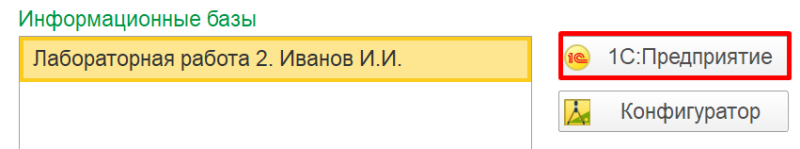 Информационные базы
Лабораторная работа 2. Иванов И.И.
1С:Предприятие
Конфигуратор